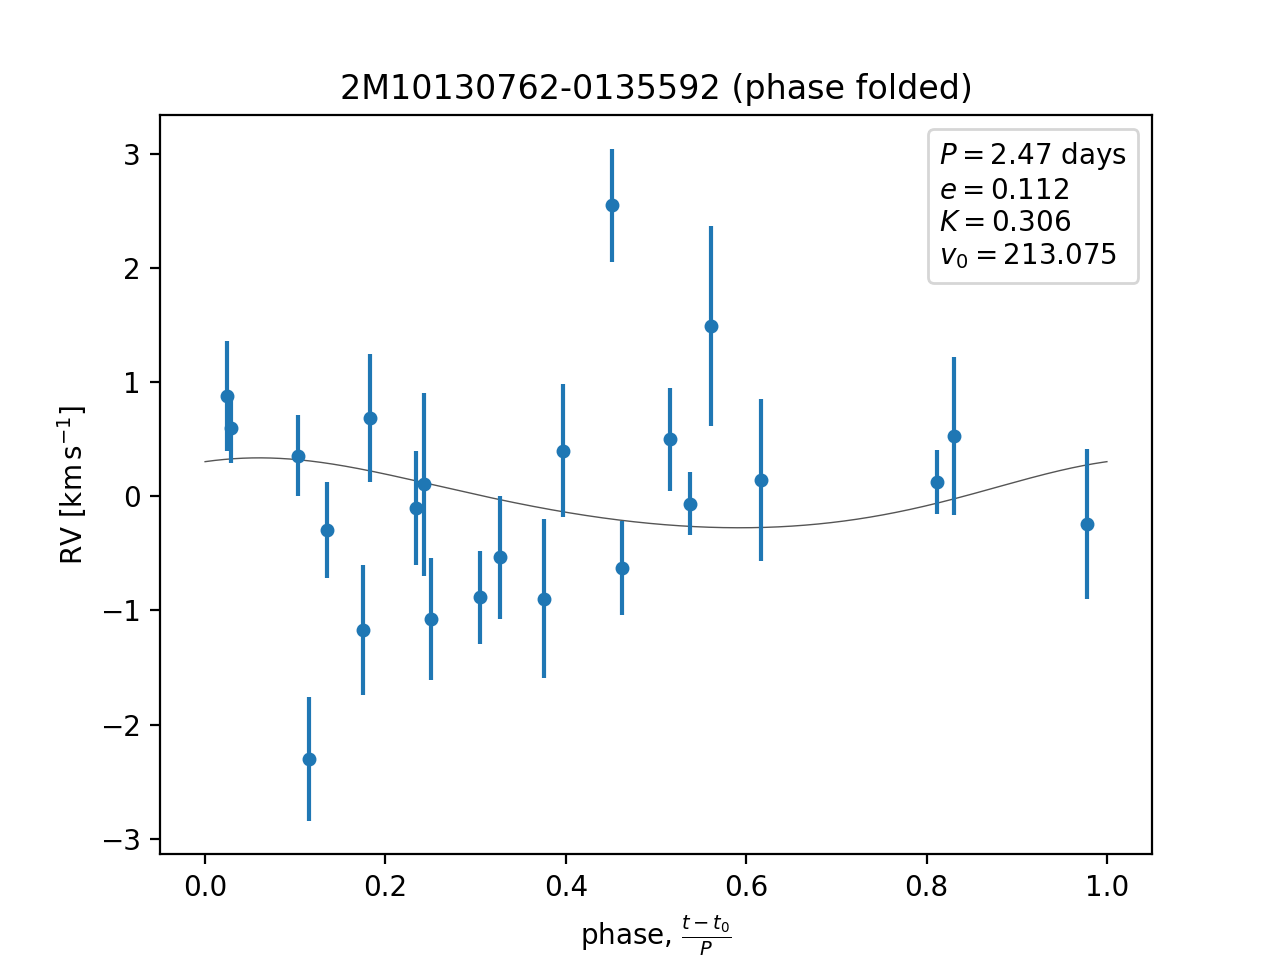 2M10130762-0135592 (phase folded)
P = 2.47 days
e = 0.112
K = 0.306
v₀ = 213.075
3
2
1
0
−1
−2
−3
RV [km s⁻¹]
0.0 0.2 0.4 0.6 0.8 1.0
phase, (t − t₀)/P